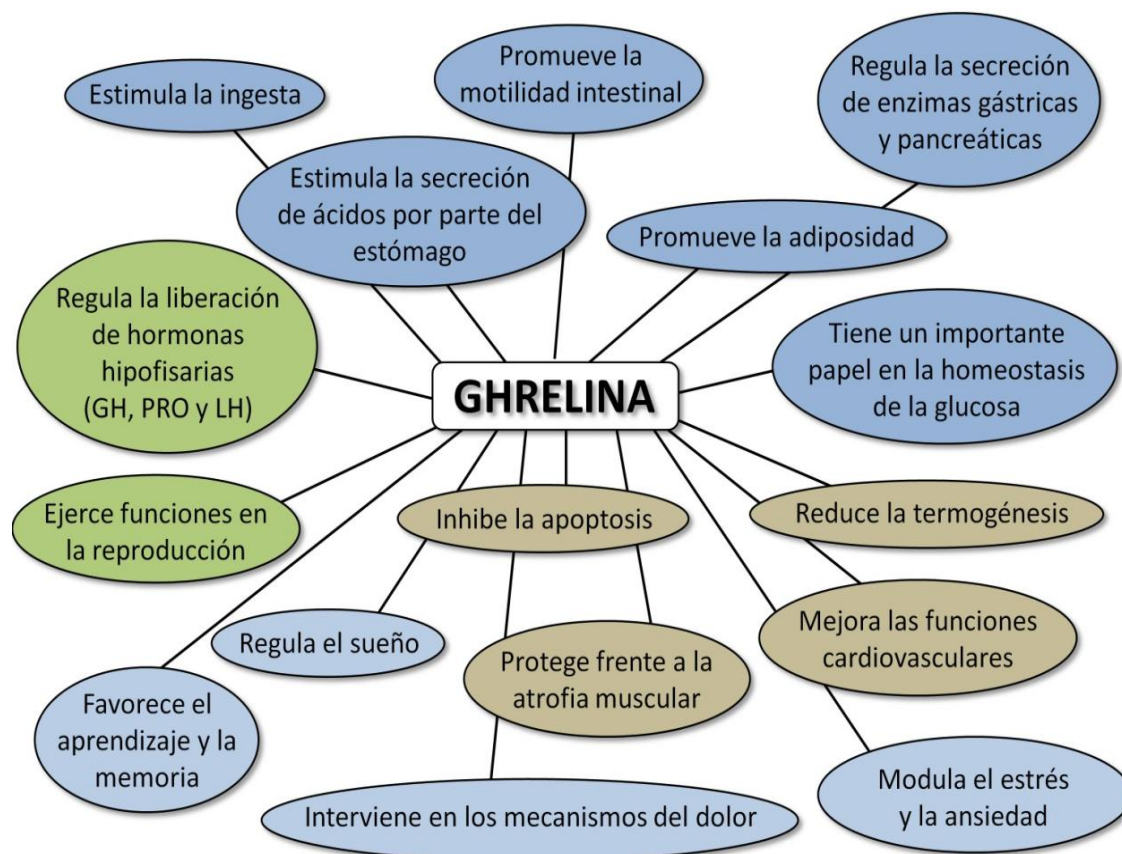 Estimula la ingesta
Promueve la
motilidad intestinal
Regula la secreción
de enzimas gástricas
y pancreáticas
Estimula la secreción
de ácidos por parte del
estómago
Promueve la adiposidad
Regula la liberación
de hormonas
hipofisarias
(GH, PRO y LH)
Tiene un importante
papel en la homeostasis
de la glucosa
GHRELINA
Ejerce funciones en
la reproducción
Inhibe la apoptosis
Reduce la termogénesis
Regula el sueño
Protege frente a la
atrofia muscular
Mejora las funciones
cardiovasculares
Favorece el
aprendizaje y la
memoria
Interviene en los mecanismos del dolor
Modula el estrés
y la ansiedad